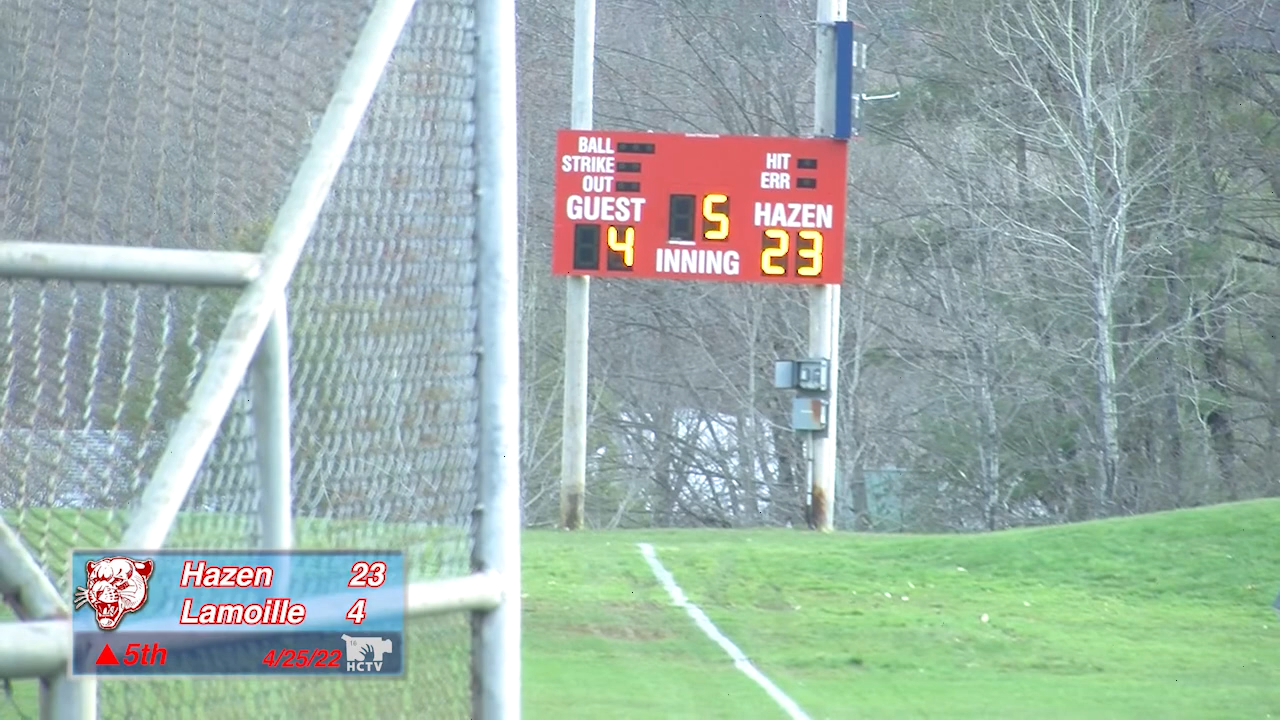 BALL
STRIKE
OUT
HIT
ERR
GUEST 5 HAZEN
4 INNING 23
Hazen 23
Lamoille 4
▲5th 4/25/22 16 HCTV